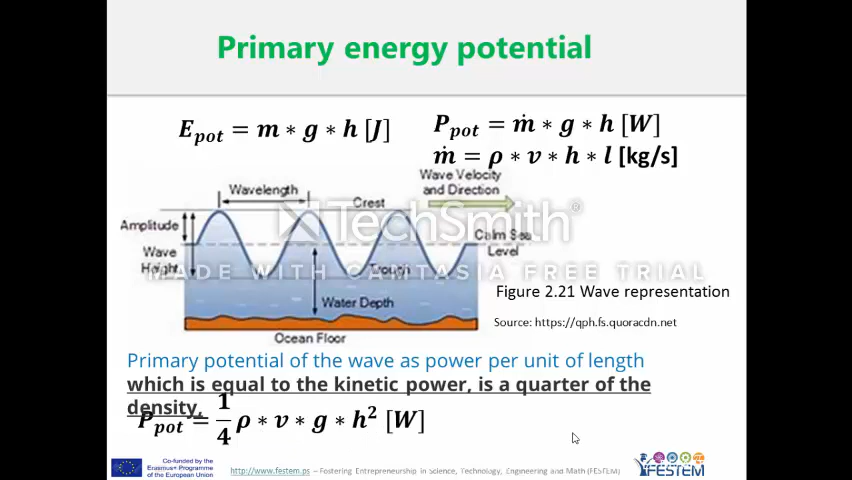 Primary energy potential
E_pot = m * g * h [J]
P_pot = ṁ * g * h [W]
ṁ = ρ * v * h * l [kg/s]
Wavelength
Crest
Wave Velocity
and Direction
Amplitude
Calm Sea
Level
Wave
Height
Trough
Water Depth
Ocean Floor
TechSmith®
MADE WITH CAMTASIA FREE TRIAL
Figure 2.21 Wave representation
Source: https://qph.fs.quoracdn.net
Primary potential of the wave as power per unit of length
which is equal to the kinetic power, is a quarter of the
density,
P_pot = 1/4 ρ * v * g * h² [W]
Co-funded by the
Erasmus+ Programme
of the European Union
http://www.festem.ps – Fostering Entrepreneurship in Science, Technology, Engineering and Math (FESTEM)
FESTEM